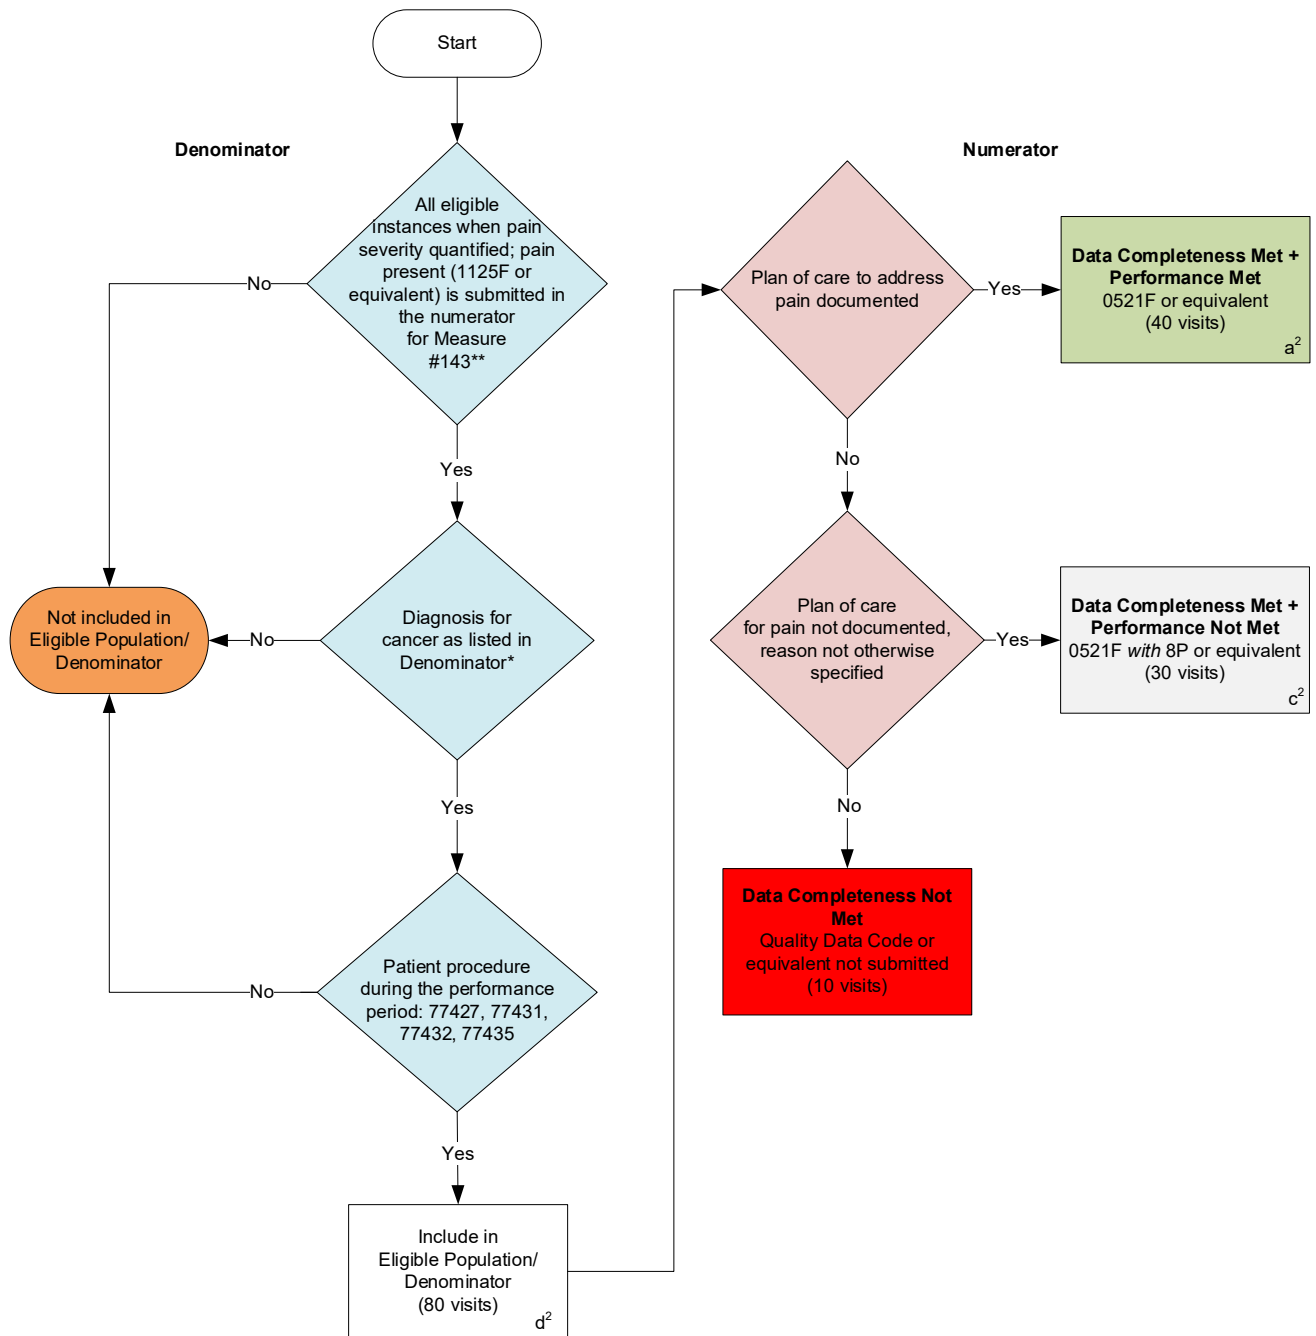 Start
Denominator
All eligible
instances when pain
severity quantified; pain
present (1125F or
equivalent) is submitted in
the numerator
for Measure
#143**
No
Yes
Diagnosis for
cancer as listed in
Denominator*
No
Not included in
Eligible Population/
Denominator
Yes
Patient procedure
during the performance
period: 77427, 77431,
77432, 77435
No
Yes
Include in
Eligible Population/
Denominator
(80 visits)
d²
Numerator
Plan of care to address
pain documented
Yes
Data Completeness Met +
Performance Met
0521F or equivalent
(40 visits)
a²
No
Plan of care
for pain not documented,
reason not otherwise
specified
Yes
Data Completeness Met +
Performance Not Met
0521F with 8P or equivalent
(30 visits)
c²
No
Data Completeness Not
Met
Quality Data Code or
equivalent not submitted
(10 visits)